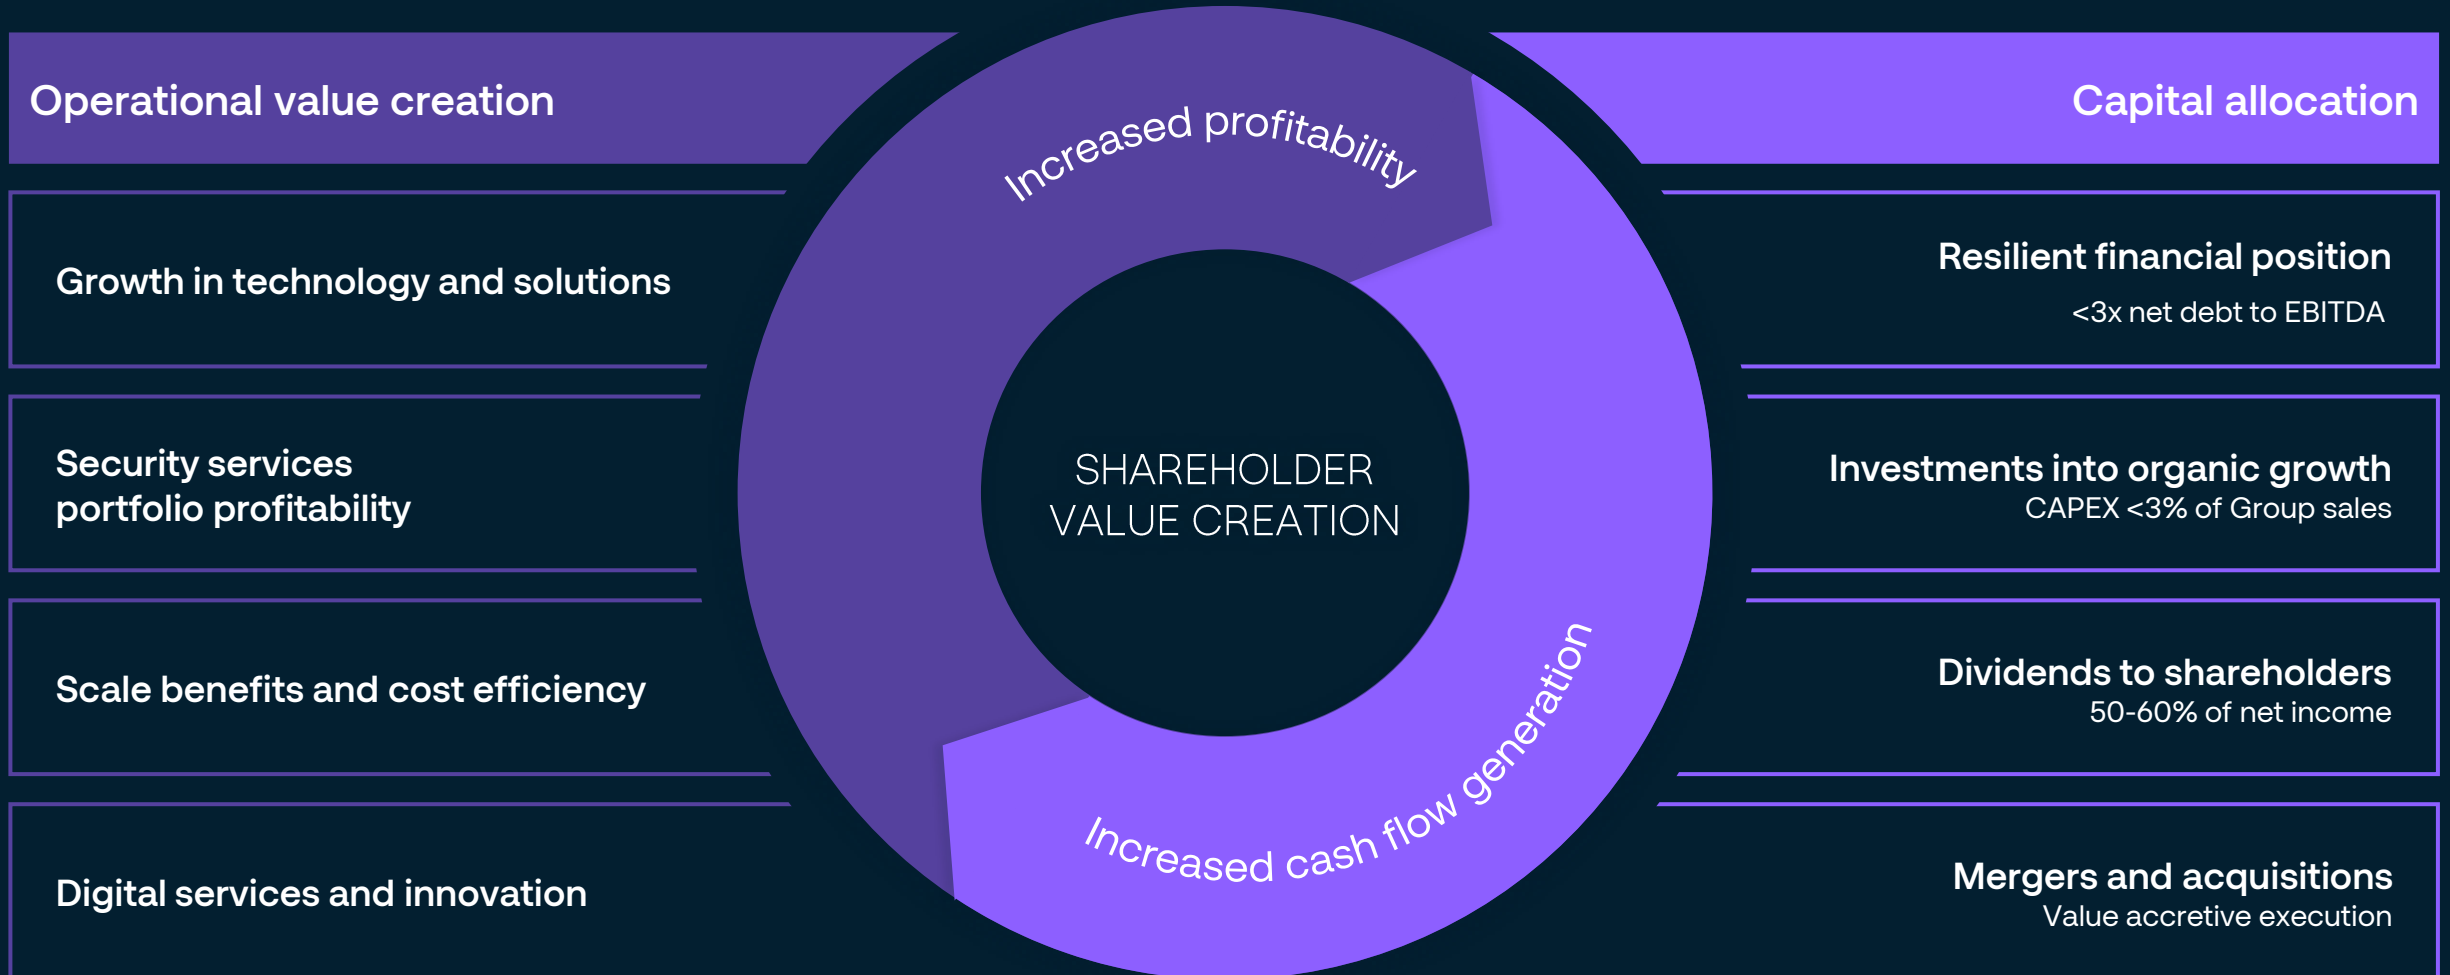 Operational value creation
Growth in technology and solutions
Security services
portfolio profitability
Scale benefits and cost efficiency
Digital services and innovation
Increased profitability
SHAREHOLDER
VALUE CREATION
Increased cash flow generation
Capital allocation
Resilient financial position
<3x net debt to EBITDA
Investments into organic growth
CAPEX <3% of Group sales
Dividends to shareholders
50-60% of net income
Mergers and acquisitions
Value accretive execution